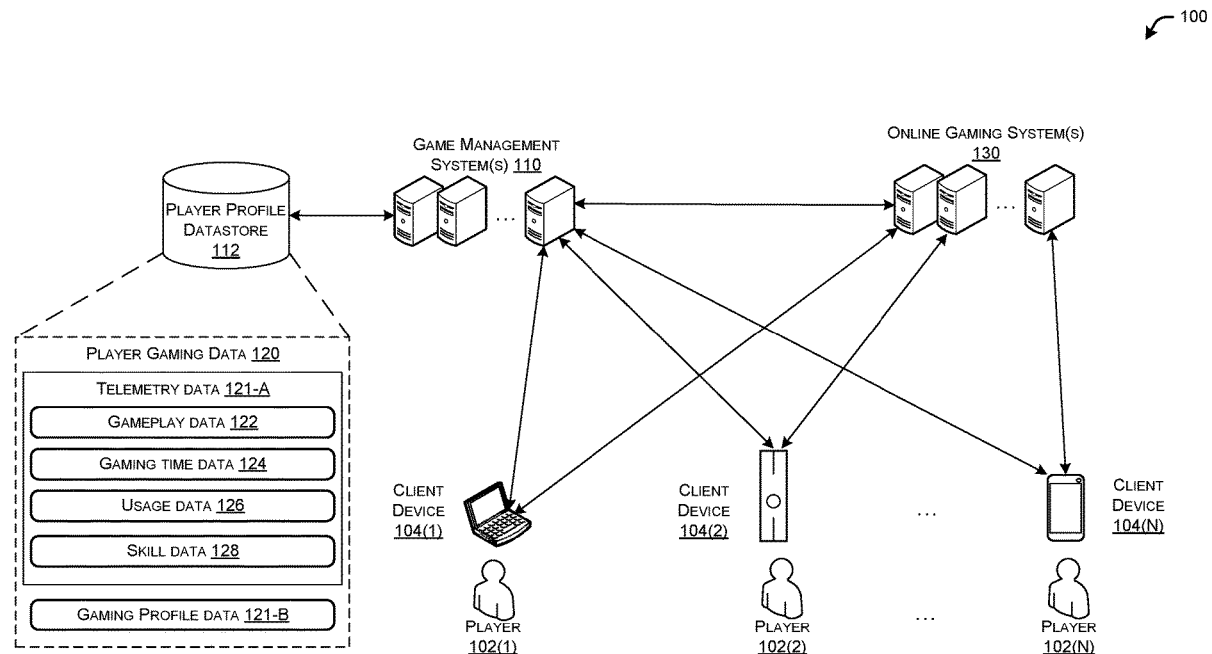 100
GAME MANAGEMENT
SYSTEM(S) 110
ONLINE GAMING SYSTEM(S)
130
PLAYER PROFILE
DATASTORE
112
...
...
PLAYER GAMING DATA 120
TELEMETRY DATA 121-A
GAMEPLAY DATA 122
GAMING TIME DATA 124
USAGE DATA 126
SKILL DATA 128
GAMING PROFILE DATA 121-B
CLIENT
DEVICE
104(1)
CLIENT
DEVICE
104(2)
...
CLIENT
DEVICE
104(N)
PLAYER
102(1)
PLAYER
102(2)
...
PLAYER
102(N)